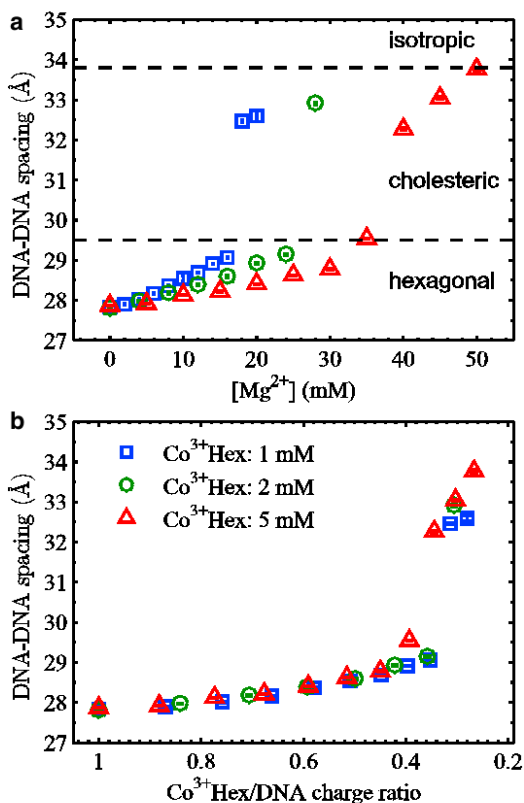 a
35
34
33
32
31
30
29
28
27
DNA-DNA spacing (Å)
isotropic
cholesteric
hexagonal
0 10 20 30 40 50
[Mg²⁺] (mM)
b
35
34
33
32
31
30
29
28
27
DNA-DNA spacing (Å)
Co³⁺Hex: 1 mM
Co³⁺Hex: 2 mM
Co³⁺Hex: 5 mM
1 0.8 0.6 0.4 0.2
Co³⁺Hex/DNA charge ratio